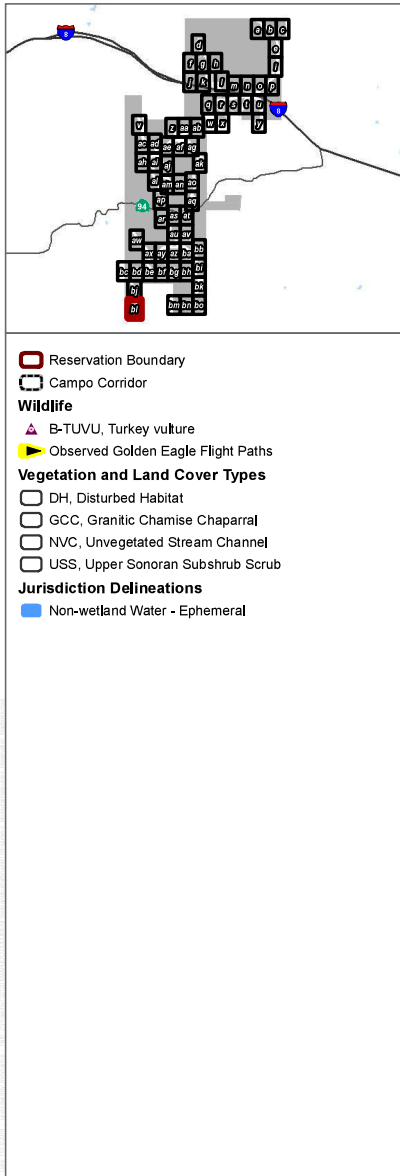 8
a b c
d
o
f g h
t
j k l m n o p
q r s t u
8
v
z aa ab w x
y
ac ad ae af ag
ah ai aj
ak
al am an ao
94
ap
aq
ar as at
au av
aw
ax ay az ba bb
bc bd be bf bg bh bi
bj
bk
bl
bm bn bo
Reservation Boundary
Campo Corridor
Wildlife
B-TUVU, Turkey vulture
Observed Golden Eagle Flight Paths
Vegetation and Land Cover Types
DH, Disturbed Habitat
GCC, Granitic Chamise Chaparral
NVC, Unvegetated Stream Channel
USS, Upper Sonoran Subshrub Scrub
Jurisdiction Delineations
Non-wetland Water - Ephemeral